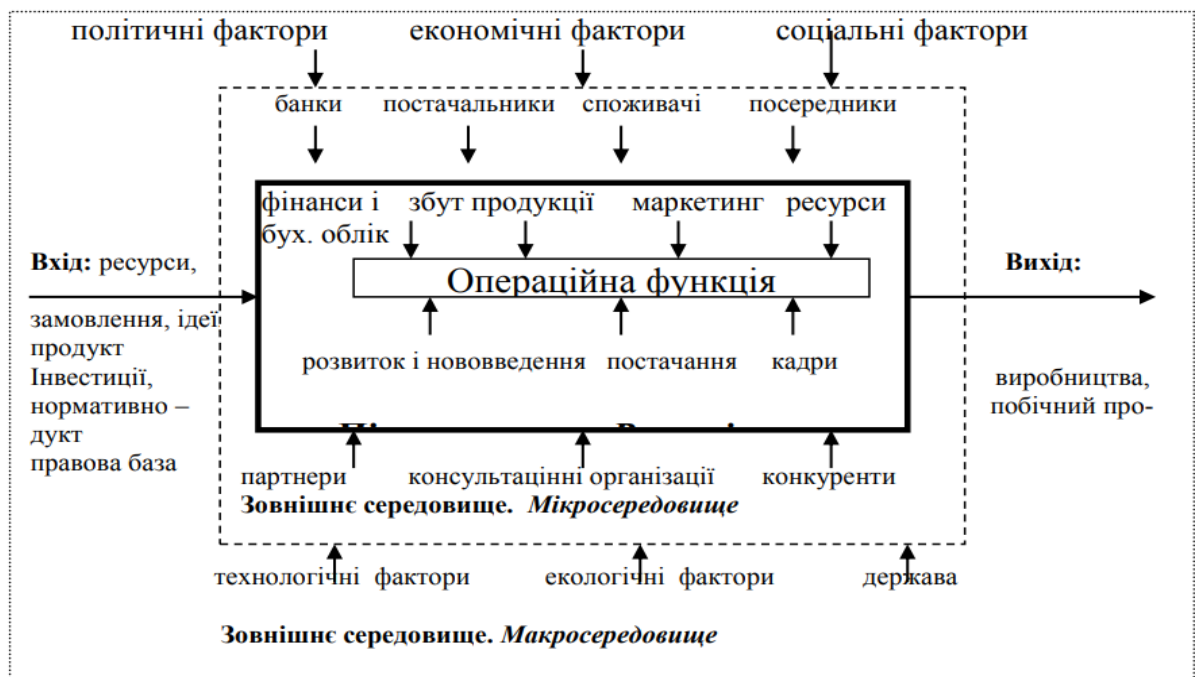 політичні фактори економічні фактори соціальні фактори
банки постачальники споживачі посередники
фінанси і збут продукції маркетинг ресурси
бух. облік
Вхід: ресурси,
Операційна функція
Вихід:
замовлення, ідеї
продукт
Інвестиції,
нормативно –
дукт
правова база
розвиток і нововведення постачання кадри
виробництва,
побічний про-
партнери консультацінні організації конкуренти
Зовнішнє середовище. Мікросередовище
технологічні фактори екологічні фактори держава
Зовнішнє середовище. Макросередовище